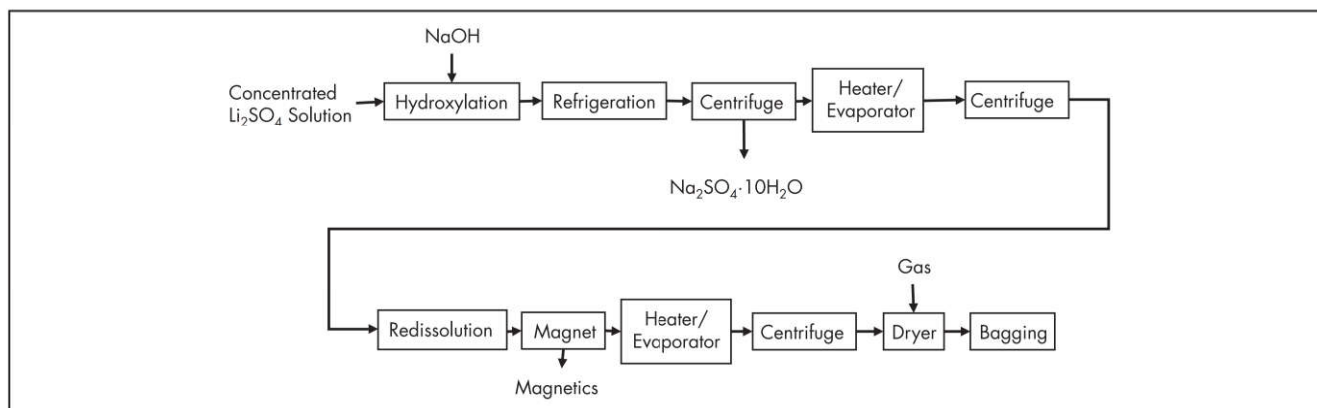 NaOH
Concentrated
Li₂SO₄ Solution
Hydroxylation
Refrigeration
Centrifuge
Heater/
Evaporator
Centrifuge
Na₂SO₄·10H₂O
Gas
Redissolution
Magnet
Heater/
Evaporator
Centrifuge
Dryer
Bagging
Magnetics